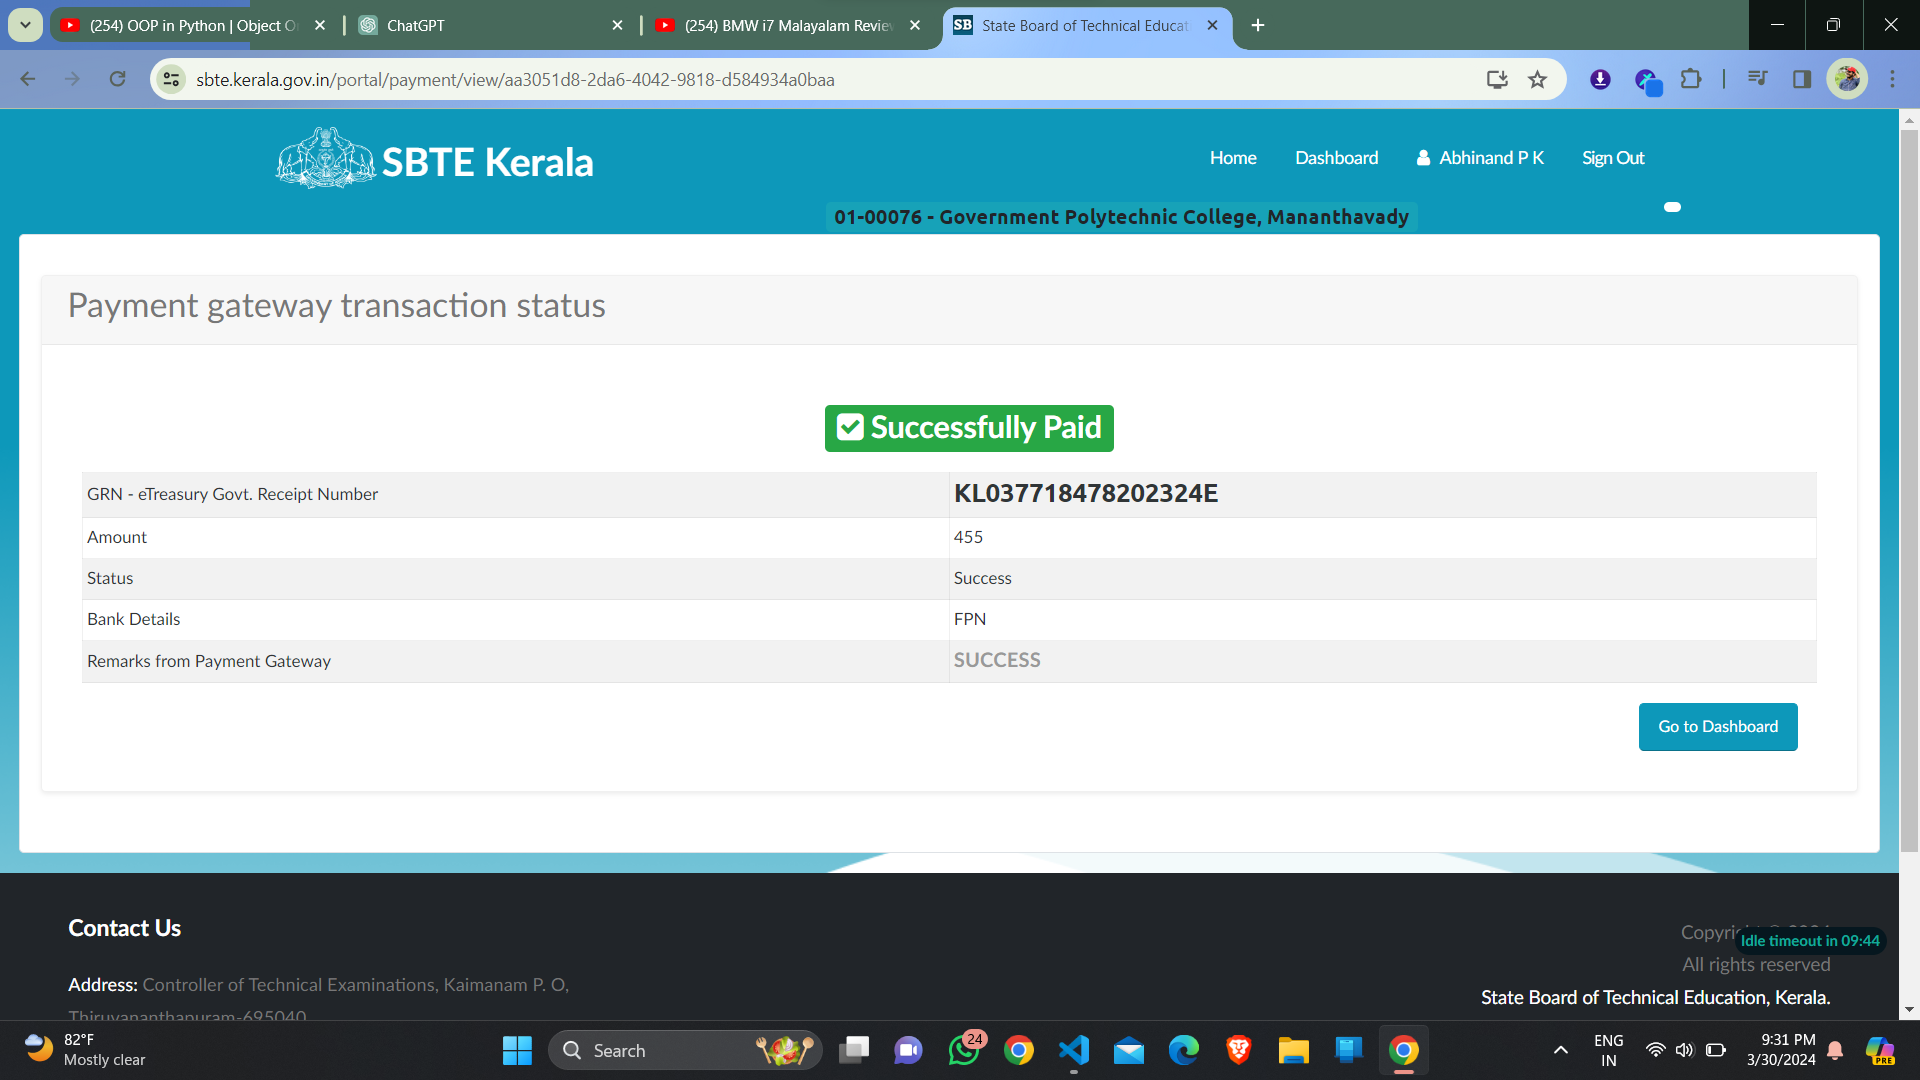 (254) OOP in Python | Object O
ChatGPT
(254) BMW i7 Malayalam Revie
State Board of Technical Educat
sbte.kerala.gov.in/portal/payment/view/aa3051d8-2da6-4042-9818-d584934a0baa
SBTE Kerala
Home
Dashboard
Abhinand P K
Sign Out
01-00076 - Government Polytechnic College, Mananthavady
Payment gateway transaction status
Successfully Paid
GRN - eTreasury Govt. Receipt Number KL037718478202324E
Amount 455
Status Success
Bank Details FPN
Remarks from Payment Gateway SUCCESS
Go to Dashboard
Contact Us
Address: Controller of Technical Examinations, Kaimanam P. O,
Thiruvananthapuram-695040
Idle timeout in 09:44
All rights reserved
State Board of Technical Education, Kerala.
82°F
Mostly clear
Search
24
ENG
IN
9:31 PM
3/30/2024
PRE